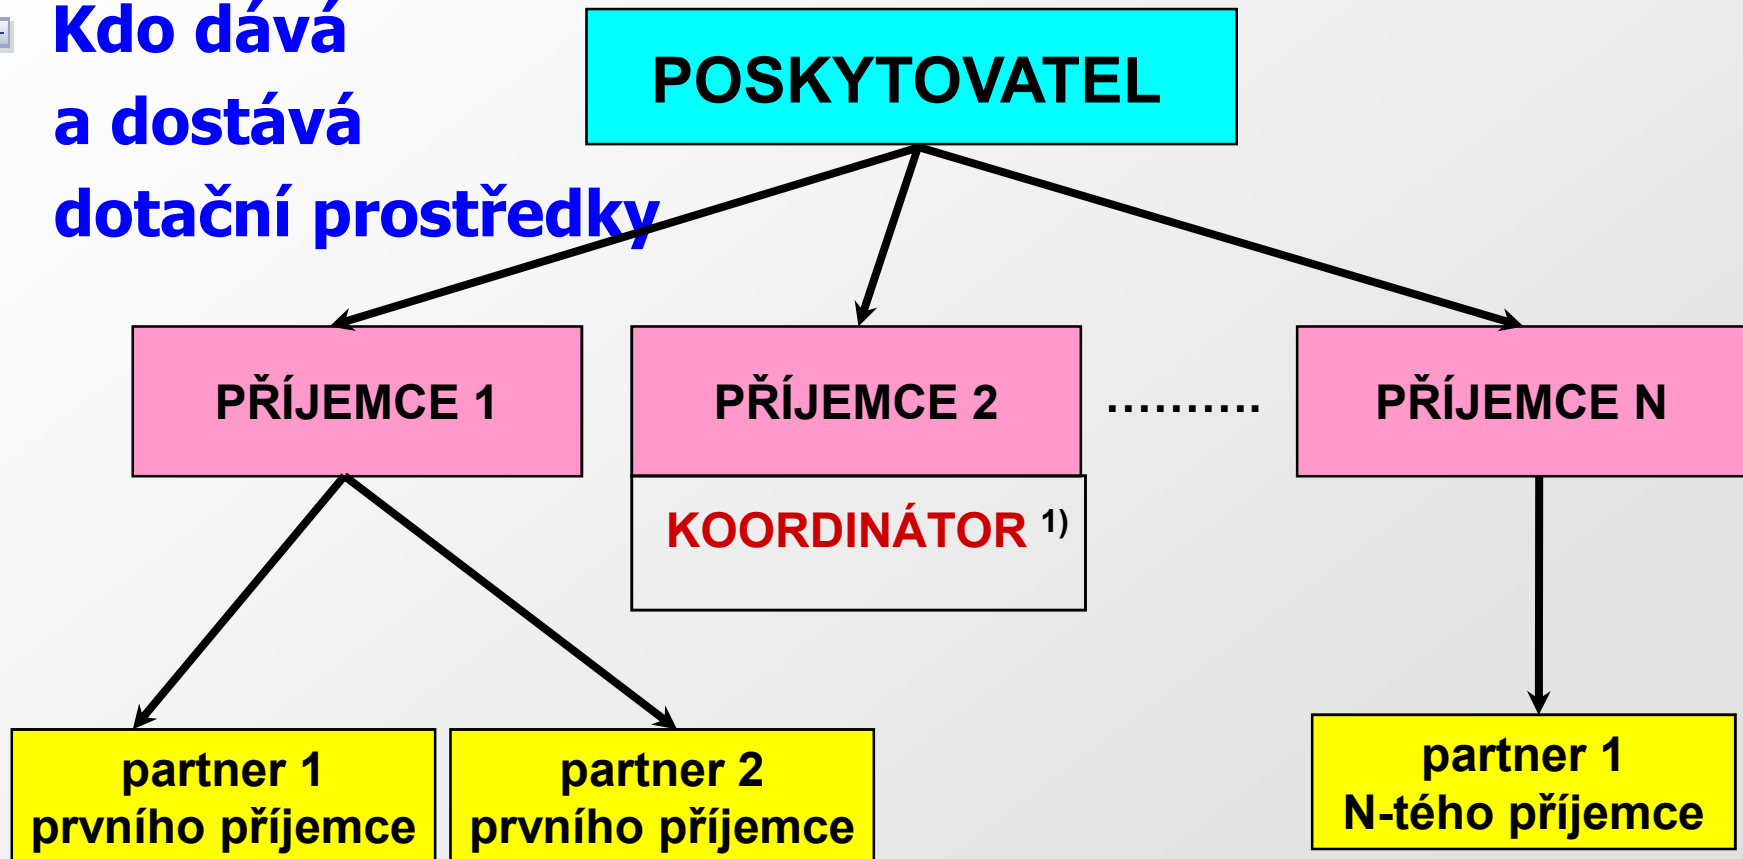 Kdo dává
a dostává
dotační prostředky
POSKYTOVATEL
PŘÍJEMCE 1
PŘÍJEMCE 2
..........
PŘÍJEMCE N
KOORDINÁTOR 1)
partner 1
prvního příjemce
partner 2
prvního příjemce
partner 1
N-tého příjemce